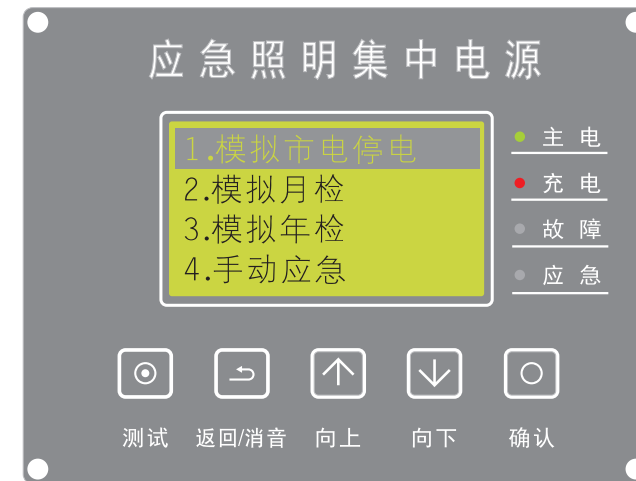 应急照明集中电源
1.模拟市电停电
2.模拟月检
3.模拟年检
4.手动应急
主电
充电
故障
应急
测试
返回/消音
向上
向下
确认